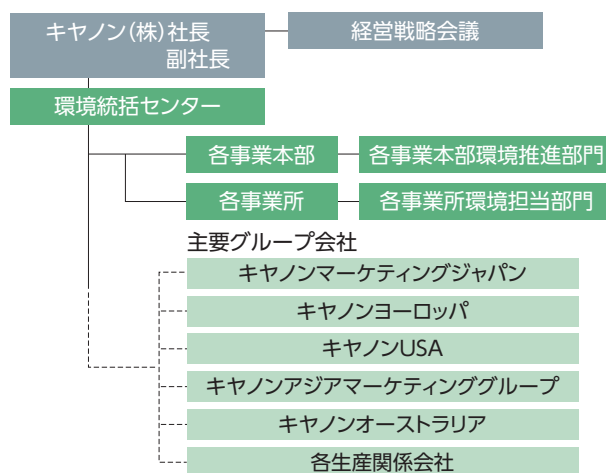 キヤノン(株)社長
副社長
経営戦略会議
環境統括センター
各事業本部
各事業本部環境推進部門
各事業所
各事業所環境担当部門
主要グループ会社
キヤノンマーケティングジャパン
キヤノンヨーロッパ
キヤノンUSA
キヤノンアジアマーケティンググループ
キヤノンオーストラリア
各生産関係会社